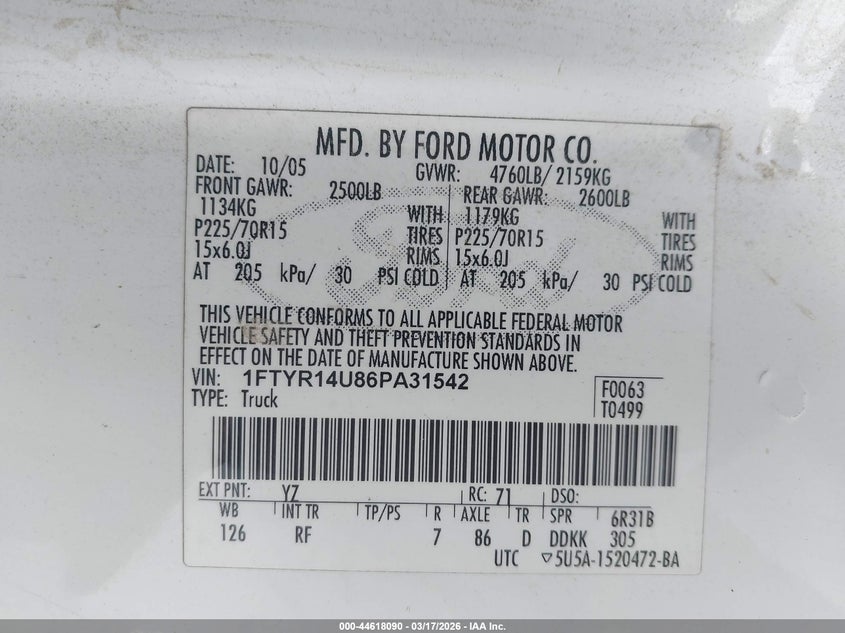 MFD. BY FORD MOTOR CO.
DATE: 10/05 GVWR: 4760LB/ 2159KG
FRONT GAWR: 2500LB REAR GAWR: 2600LB
1134KG WITH 1179KG WITH
P225/70R15 TIRES P225/70R15 TIRES
15x6.0J RIMS 15x6.0J RIMS
AT 205 kPa/ 30 PSI COLD AT 205 kPa/ 30 PSI COLD
Ford
THIS VEHICLE CONFORMS TO ALL APPLICABLE FEDERAL MOTOR
VEHICLE SAFETY AND THEFT PREVENTION STANDARDS IN
EFFECT ON THE DATE OF MANUFACTURE SHOWN ABOVE.
VIN: 1FTYR14U86PA31542 F0063
TYPE: Truck T0499
EXT PNT: YZ RC: 71 DSO:
WB INT TR TP/PS R AXLE TR SPR 6R31B
126 RF 7 86 D DDKK 305
UTC ▽5U5A-1520472-BA
000-44618090 - 03/17/2026 - IAA Inc.